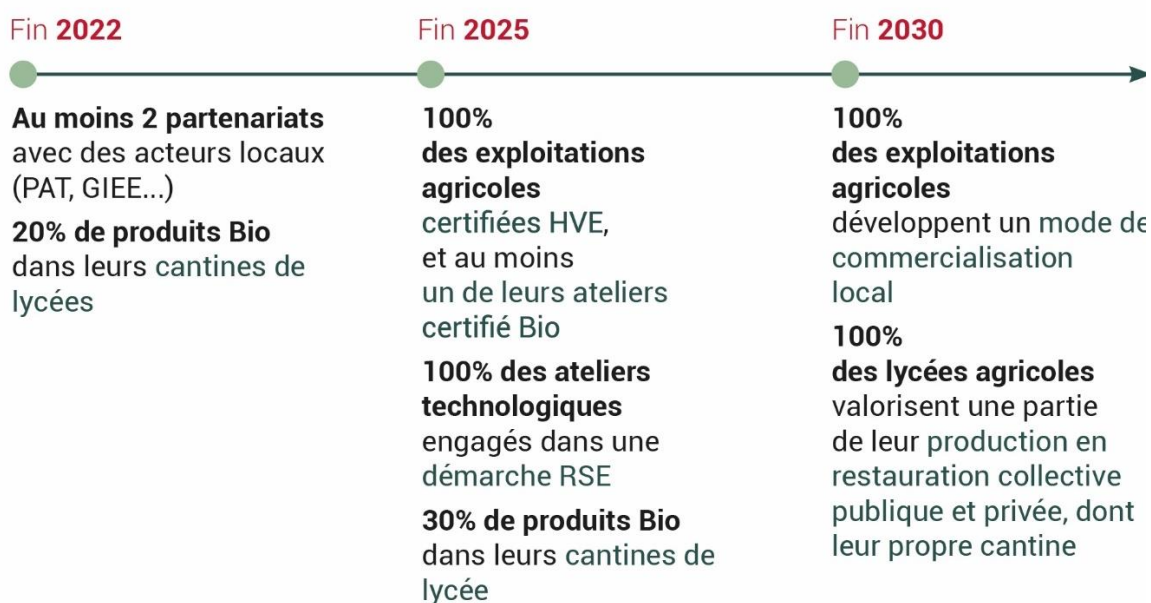 Fin 2022
Au moins 2 partenariats
avec des acteurs locaux
(PAT, GIEE...)
20% de produits Bio
dans leurs cantines de
lycées
Fin 2025
100%
des exploitations
agricoles
certifiées HVE,
et au moins
un de leurs ateliers
certifié Bio
100% des ateliers
technologiques
engagés dans une
démarche RSE
30% de produits Bio
dans leurs cantines de
lycée
Fin 2030
100%
des exploitations
agricoles
développent un mode de
commercialisation
local
100%
des lycées agricoles
valorisent une partie
de leur production en
restauration collective
publique et privée, dont
leur propre cantine